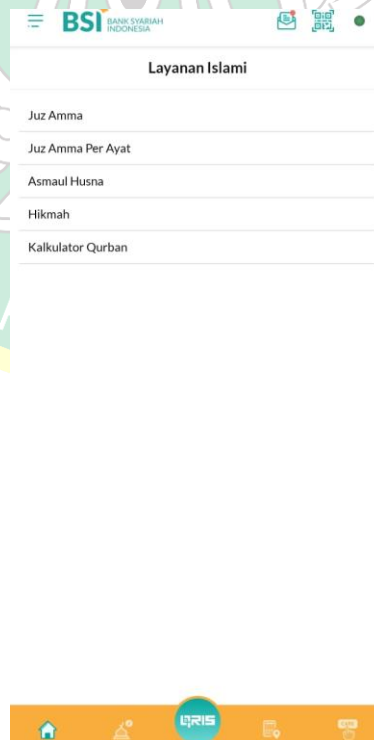 BSI BANK SYARIAH
INDONESIA
Layanan Islami
Juz Amma
Juz Amma Per Ayat
Asmaul Husna
Hikmah
Kalkulator Qurban
QRIS